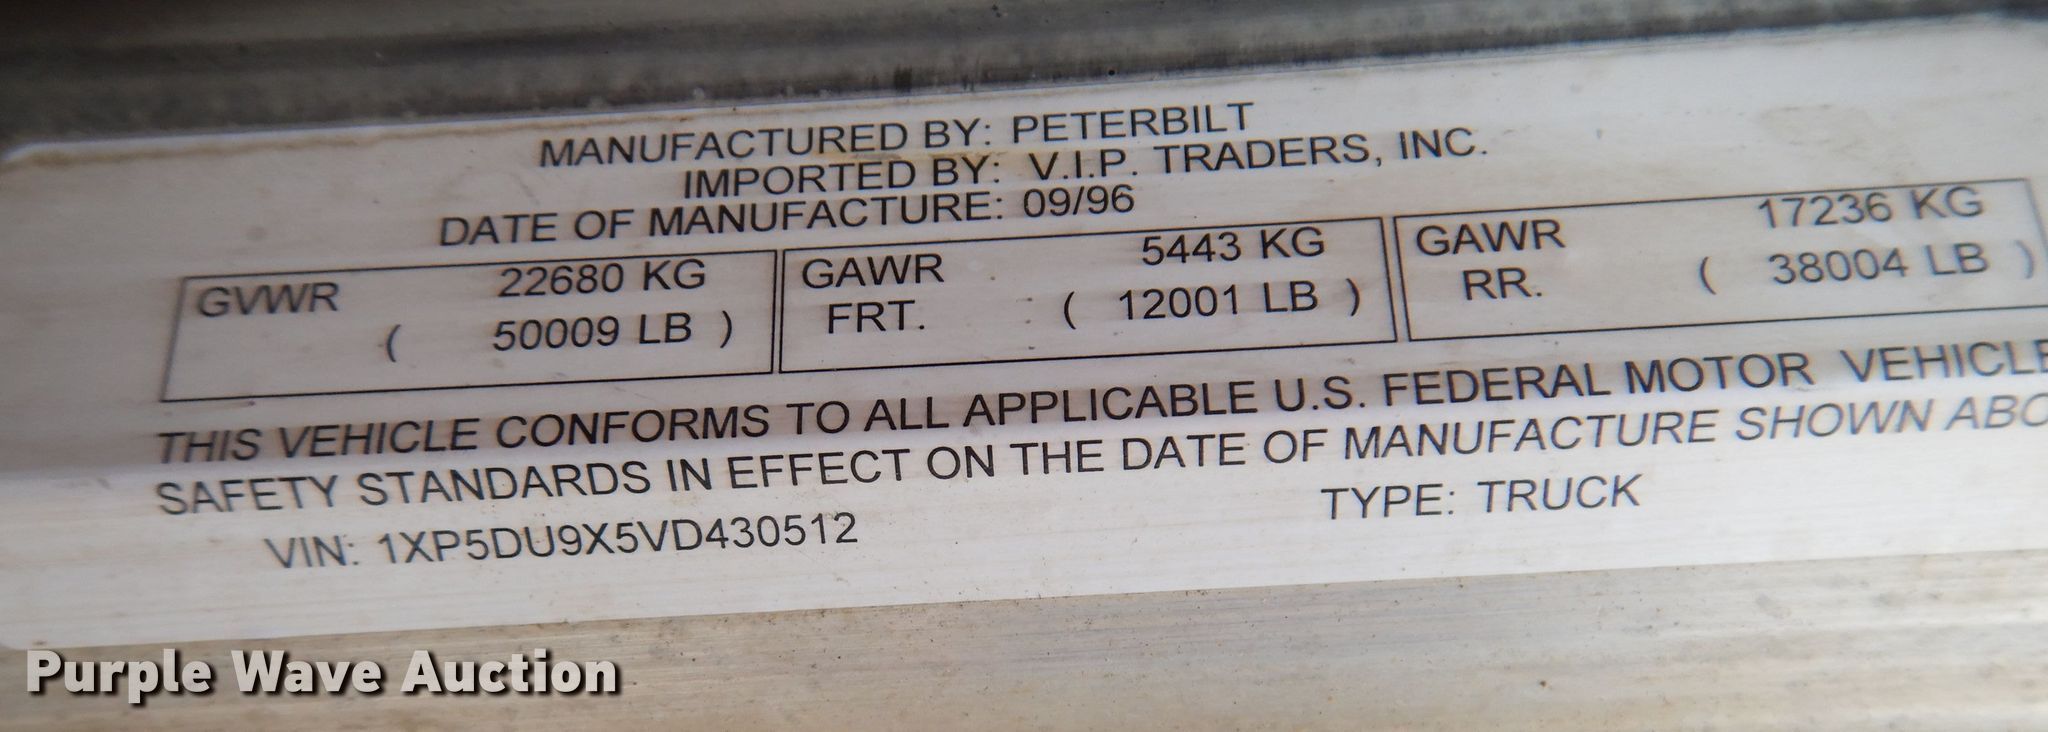 MANUFACTURED BY: PETERBILT
IMPORTED BY: V.I.P. TRADERS, INC.
DATE OF MANUFACTURE: 09/96
GVWR 22680 KG
( 50009 LB )
GAWR 5443 KG
FRT. ( 12001 LB )
GAWR 17236 KG
RR. ( 38004 LB )
THIS VEHICLE CONFORMS TO ALL APPLICABLE U.S. FEDERAL MOTOR VEHICLE
SAFETY STANDARDS IN EFFECT ON THE DATE OF MANUFACTURE SHOWN ABO
VIN: 1XP5DU9X5VD430512 TYPE: TRUCK
Purple Wave Auction